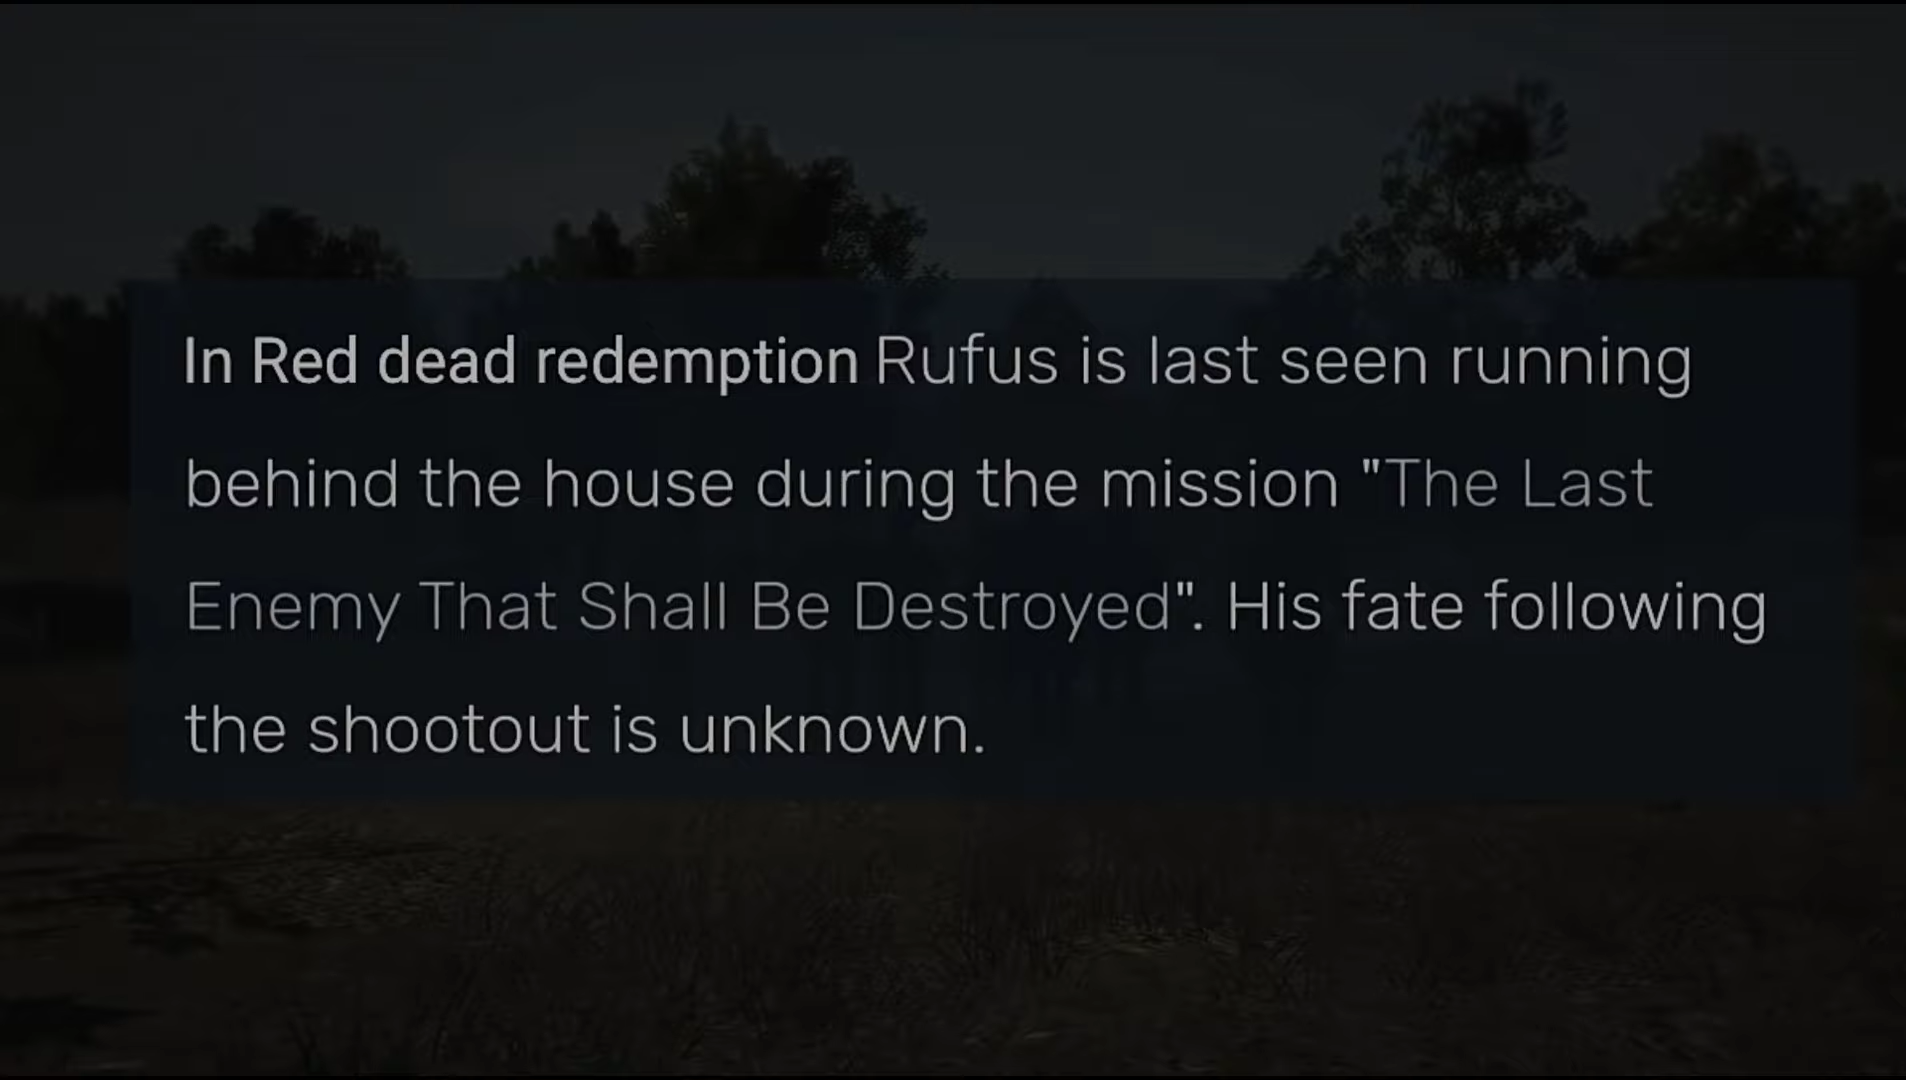 In Red dead redemption Rufus is last seen running
behind the house during the mission "The Last
Enemy That Shall Be Destroyed". His fate following
the shootout is unknown.